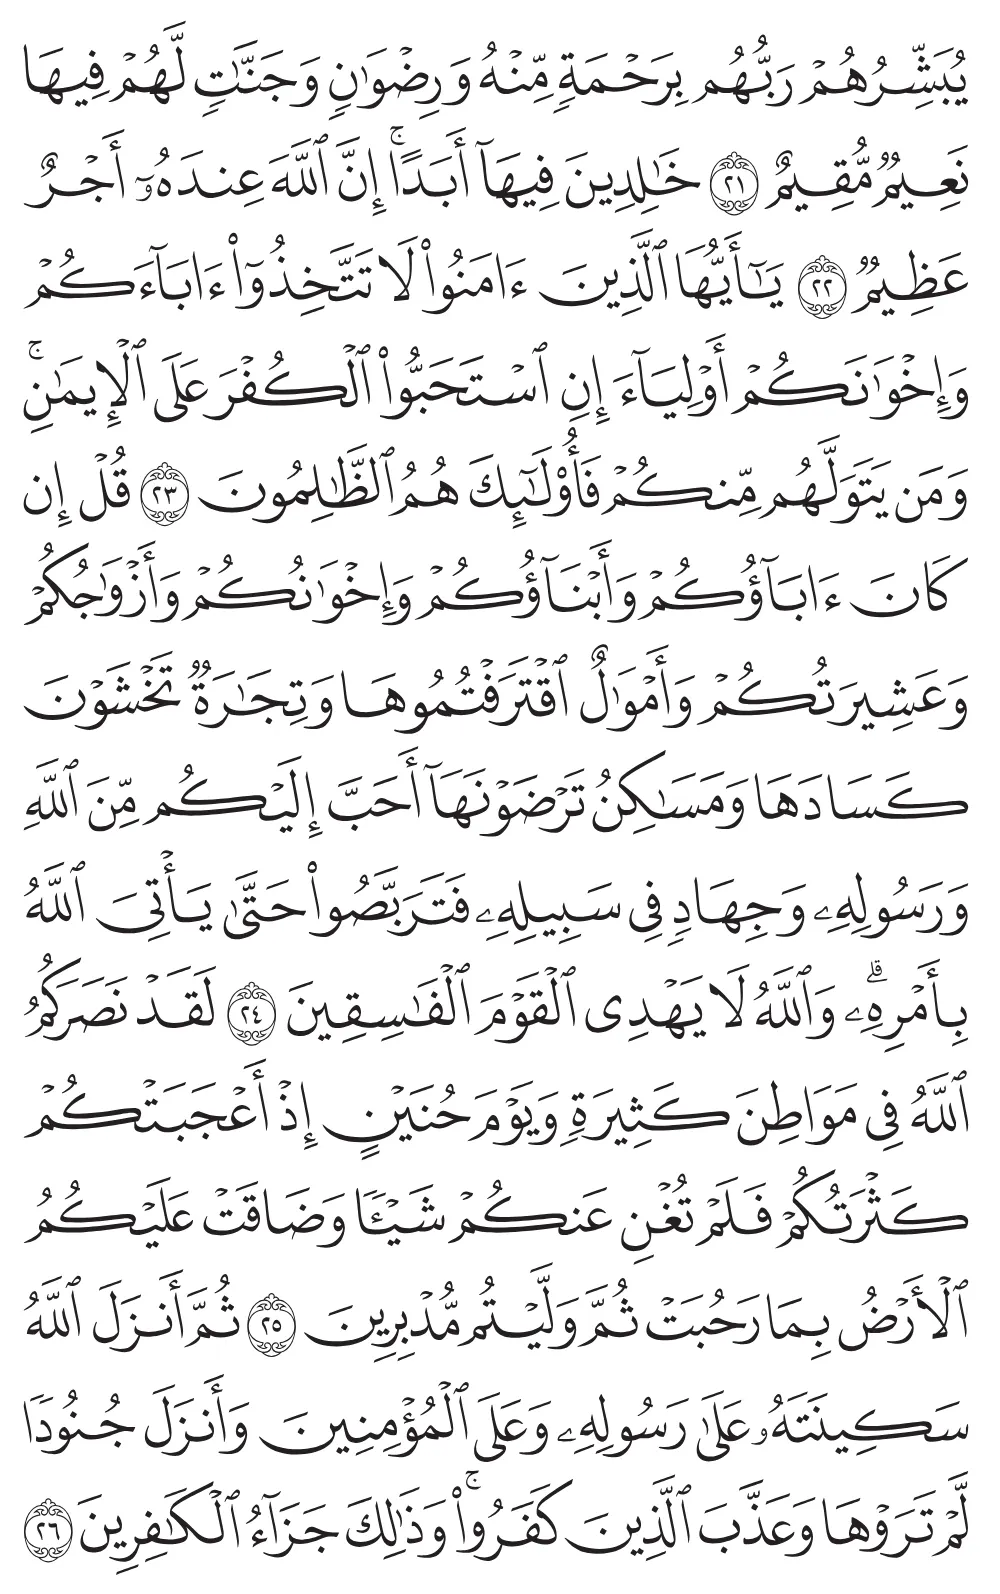 يُبَشِّرُهُمۡ رَبُّهُم بِرَحۡمَةٖ مِّنۡهُ وَرِضۡوَٰنٖ وَجَنَّٰتٖ لَّهُمۡ فِيهَا
نَعِيمٞ مُّقِيمٌ ٢١ خَٰلِدِينَ فِيهَآ أَبَدًاۚ إِنَّ ٱللَّهَ عِندَهُۥٓ أَجۡرٌ
عَظِيمٞ ٢٢ يَٰٓأَيُّهَا ٱلَّذِينَ ءَامَنُواْ لَا تَتَّخِذُوٓاْ ءَابَآءَكُمۡ
وَإِخۡوَٰنَكُمۡ أَوۡلِيَآءَ إِنِ ٱسۡتَحَبُّواْ ٱلۡكُفۡرَ عَلَى ٱلۡإِيمَٰنِۚ
وَمَن يَتَوَلَّهُم مِّنكُمۡ فَأُوْلَٰٓئِكَ هُمُ ٱلظَّٰلِمُونَ ٢٣ قُلۡ إِن
كَانَ ءَابَآؤُكُمۡ وَأَبۡنَآؤُكُمۡ وَإِخۡوَٰنُكُمۡ وَأَزۡوَٰجُكُمۡ
وَعَشِيرَتُكُمۡ وَأَمۡوَٰلٌ ٱقۡتَرَفۡتُمُوهَا وَتِجَٰرَةٞ تَخۡشَوۡنَ
كَسَادَهَا وَمَسَٰكِنُ تَرۡضَوۡنَهَآ أَحَبَّ إِلَيۡكُم مِّنَ ٱللَّهِ
وَرَسُولِهِۦ وَجِهَادٖ فِي سَبِيلِهِۦ فَتَرَبَّصُواْ حَتَّىٰ يَأۡتِيَ ٱللَّهُ
بِأَمۡرِهِۦۗ وَٱللَّهُ لَا يَهۡدِي ٱلۡقَوۡمَ ٱلۡفَٰسِقِينَ ٢٤ لَقَدۡ نَصَرَكُمُ
ٱللَّهُ فِي مَوَاطِنَ كَثِيرَةٖ وَيَوۡمَ حُنَيۡنٍ إِذۡ أَعۡجَبَتۡكُمۡ
كَثۡرَتُكُمۡ فَلَمۡ تُغۡنِ عَنكُمۡ شَيۡـٔٗا وَضَاقَتۡ عَلَيۡكُمُ
ٱلۡأَرۡضُ بِمَا رَحُبَتۡ ثُمَّ وَلَّيۡتُم مُّدۡبِرِينَ ٢٥ ثُمَّ أَنزَلَ ٱللَّهُ
سَكِينَتَهُۥ عَلَىٰ رَسُولِهِۦ وَعَلَى ٱلۡمُؤۡمِنِينَ وَأَنزَلَ جُنُودٗا
لَّمۡ تَرَوۡهَا وَعَذَّبَ ٱلَّذِينَ كَفَرُواْۚ وَذَٰلِكَ جَزَآءُ ٱلۡكَٰفِرِينَ ٢٦